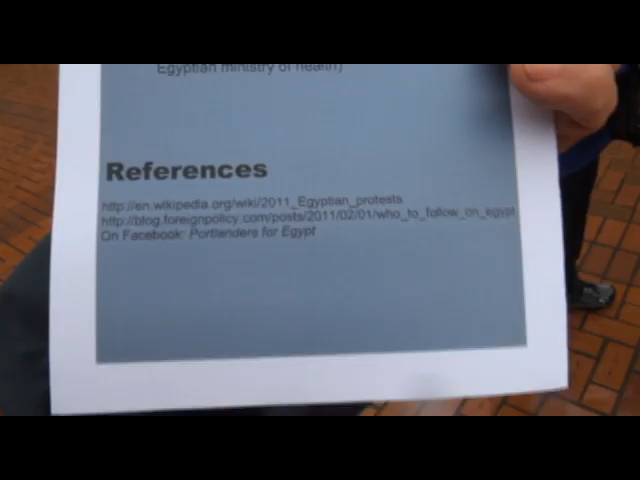 Egyptian ministry of health)
References
http://en.wikipedia.org/wiki/2011_Egyptian_protests
http://blog.foreignpolicy.com/posts/2011/02/01/who_to_follow_on_egypt
On Facebook: Portlanders for Egypt